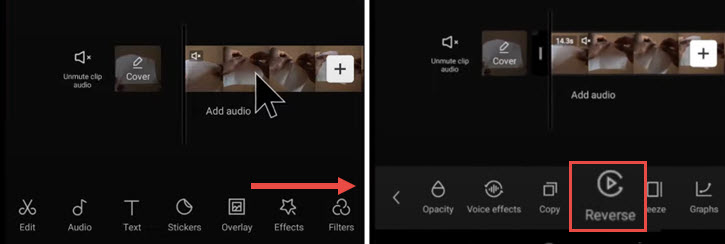 Unmute clip
audio
Cover
Add audio
Edit
Audio
Text
Stickers
Overlay
Effects
Filters
14.3s
Unmute clip
audio
Cover
Add audio
Opacity
Voice effects
Copy
Reverse
eeze
Graphs